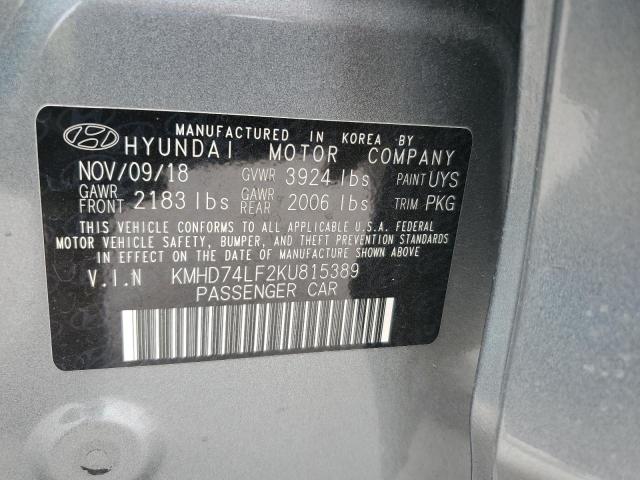 MANUFACTURED IN KOREA BY
HYUNDAI MOTOR COMPANY
NOV/09/18 GVWR 3924 lbs PAINT UYS
GAWR FRONT 2183 lbs GAWR REAR 2006 lbs TRIM PKG
THIS VEHICLE CONFORMS TO ALL APPLICABLE U.S.A. FEDERAL
MOTOR VEHICLE SAFETY, BUMPER, AND THEFT PREVENTION STANDARDS
IN EFFECT ON THE DATE OF MANUFACTURE SHOWN ABOVE
V.I.N KMHD74LF2KU815389
PASSENGER CAR